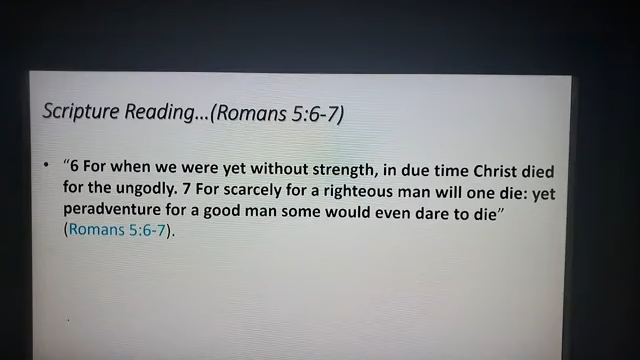 Scripture Reading...(Romans 5:6-7)
• “6 For when we were yet without strength, in due time Christ died
for the ungodly. 7 For scarcely for a righteous man will one die: yet
peradventure for a good man some would even dare to die”
(Romans 5:6-7).